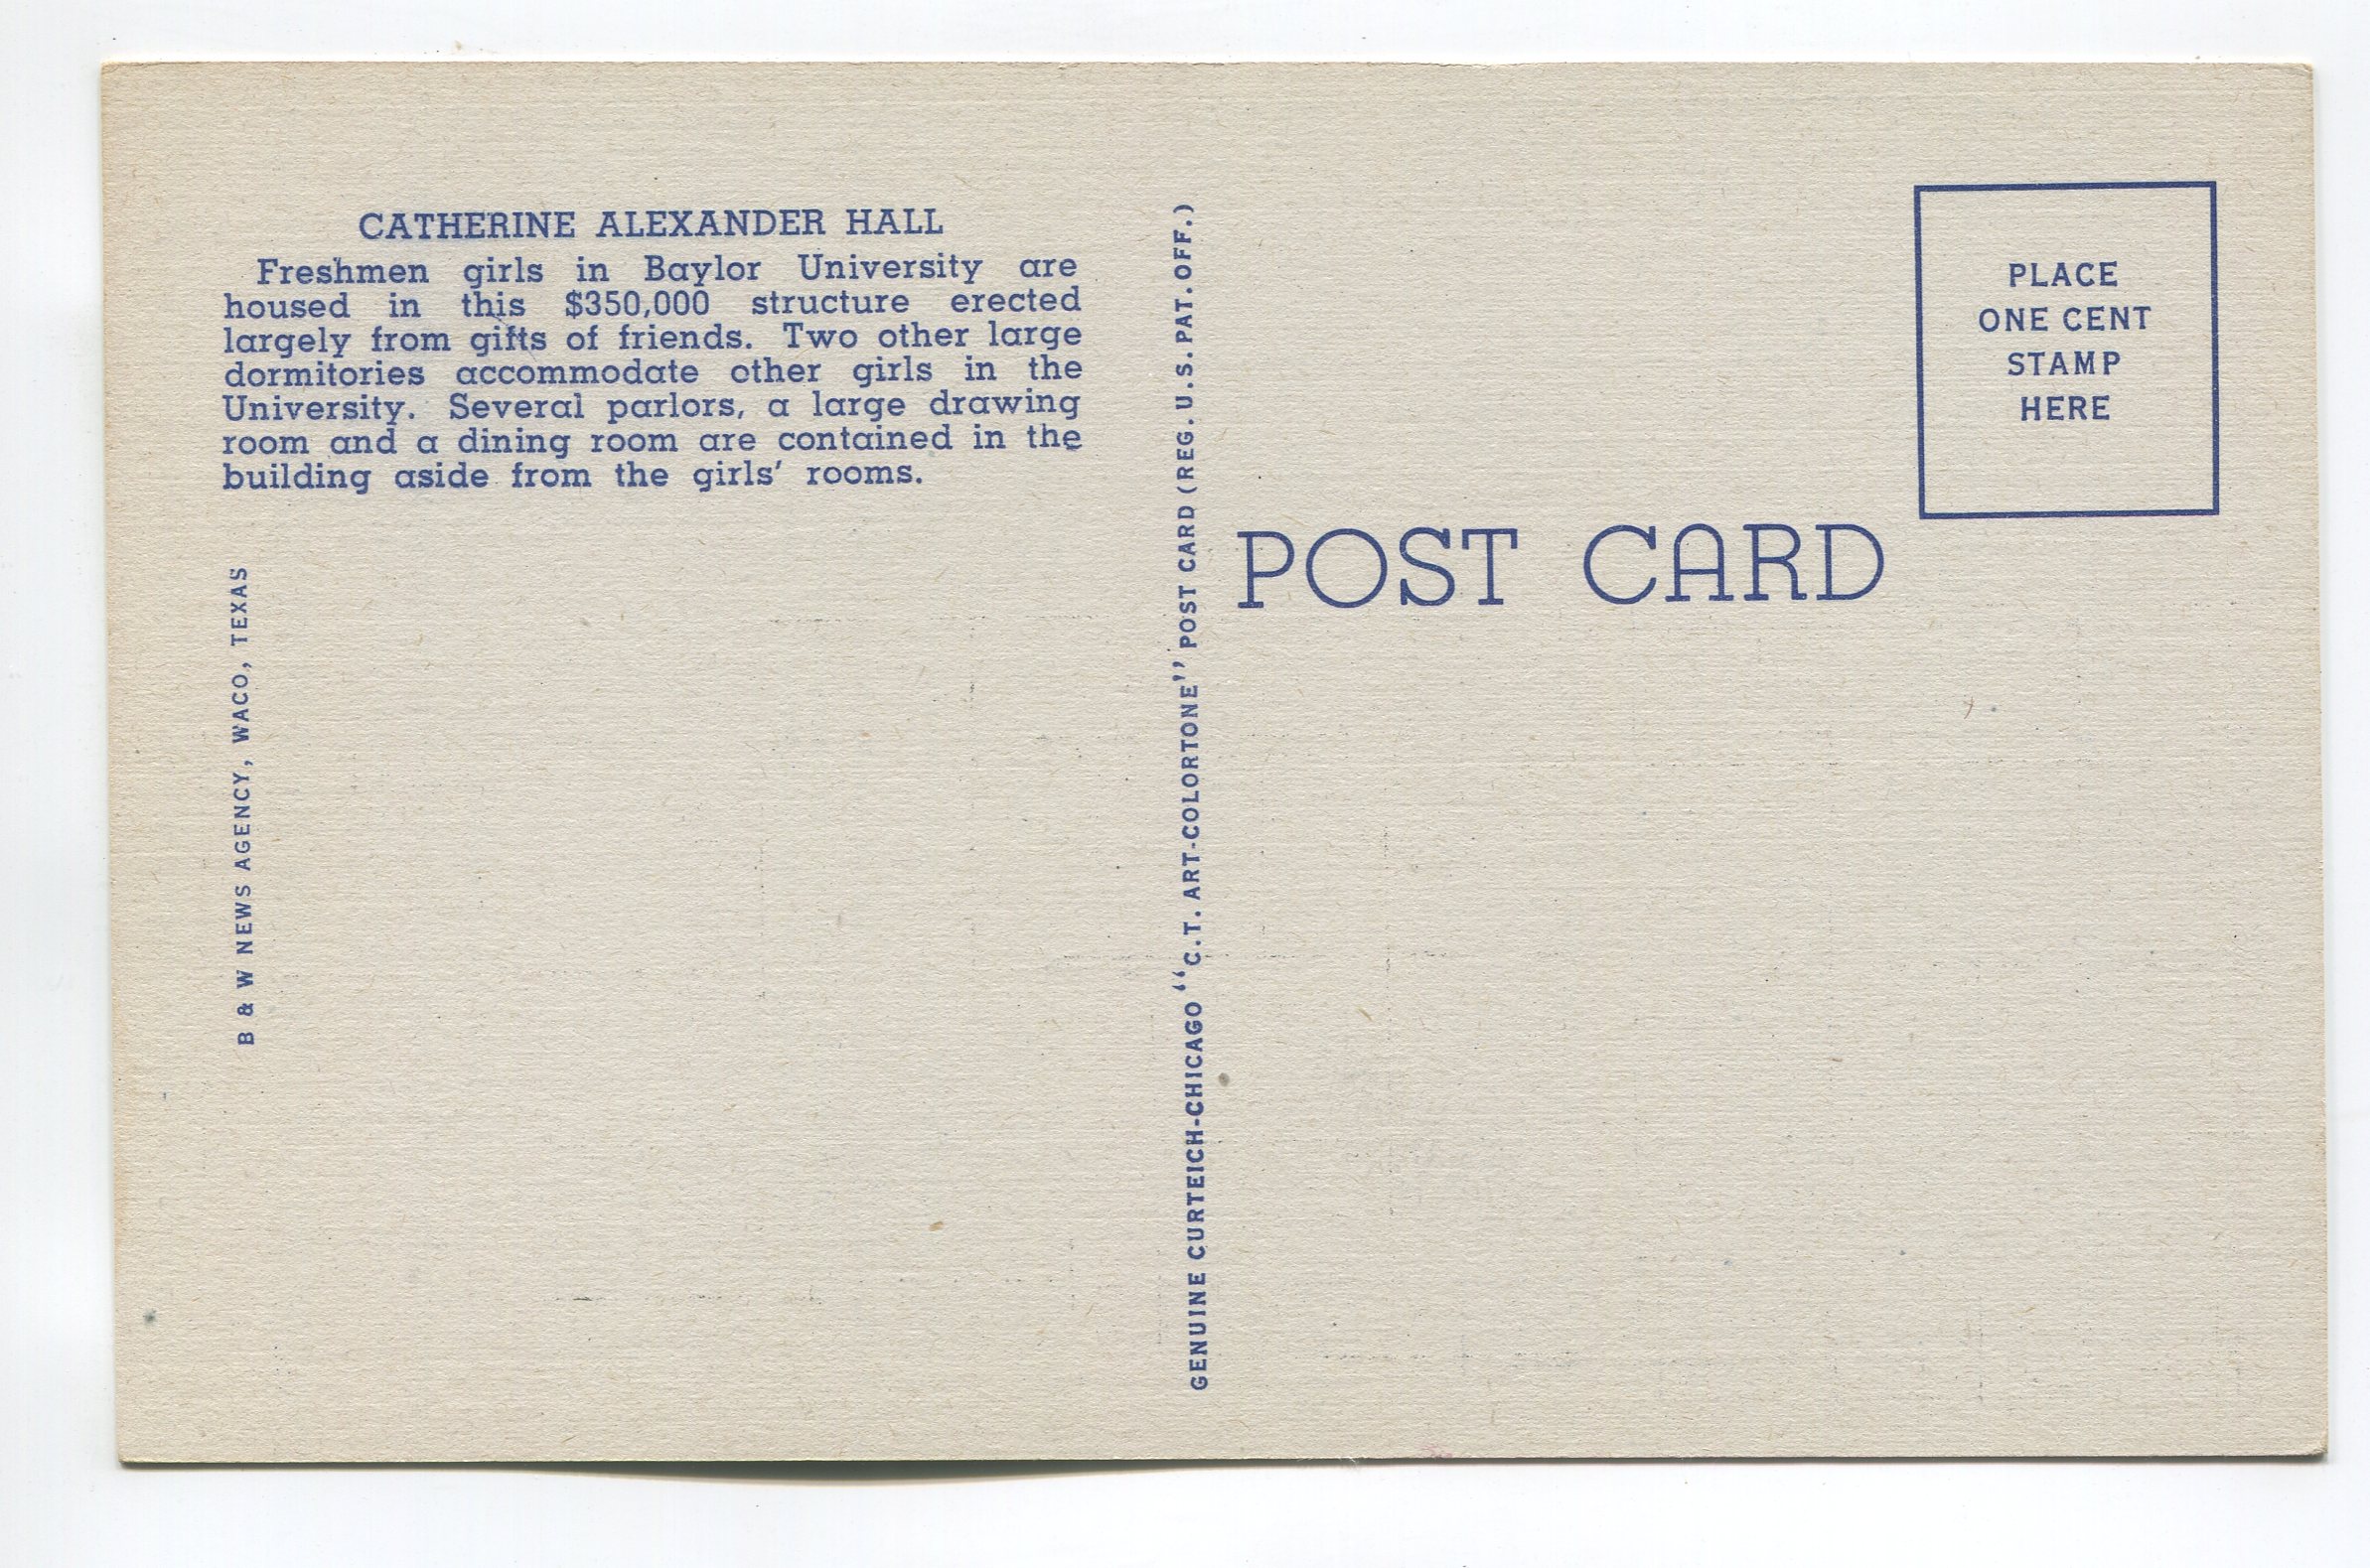 CATHERINE ALEXANDER HALL
Freshmen girls in Baylor University are
housed in this $350,000 structure erected
largely from gifts of friends. Two other large
dormitories accommodate other girls in the
University. Several parlors, a large drawing
room and a dining room are contained in the
building aside from the girls' rooms.
B & W NEWS AGENCY, WACO, TEXAS
GENUINE CURTEICH-CHICAGO "C.T. ART-COLORTONE" POST CARD (REG. U.S. PAT. OFF.)
POST CARD
PLACE
ONE CENT
STAMP
HERE